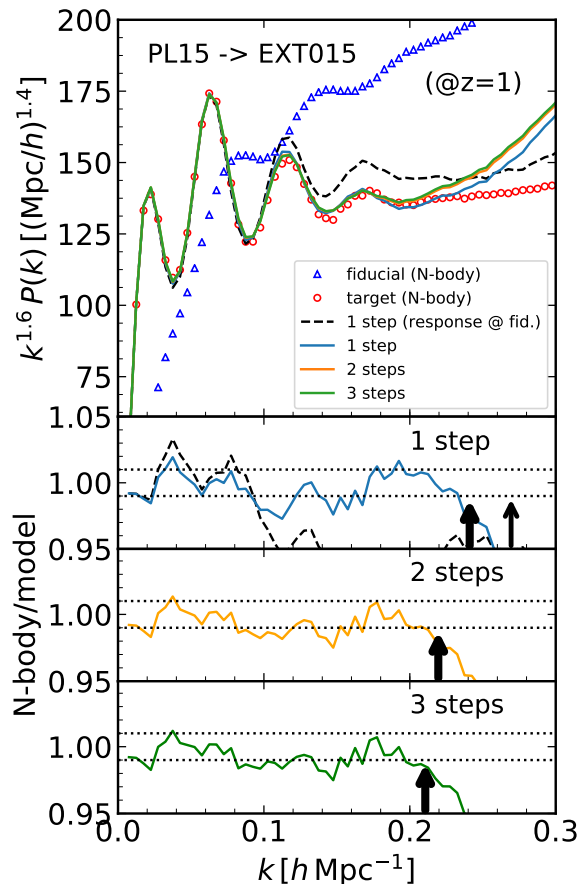 PL15 -> EXT015
(@z=1)
200
175
150
125
100
75
k^{1.6} P(k) [(Mpc/h)^{1.4}]
fiducial (N-body)
target (N-body)
1 step (response @ fid.)
1 step
2 steps
3 steps
1.05
1.00
0.95
1 step
1.00
0.95
2 steps
1.00
0.95
3 steps
N-body/model
0.0 0.1 0.2 0.3
k [h Mpc⁻¹]